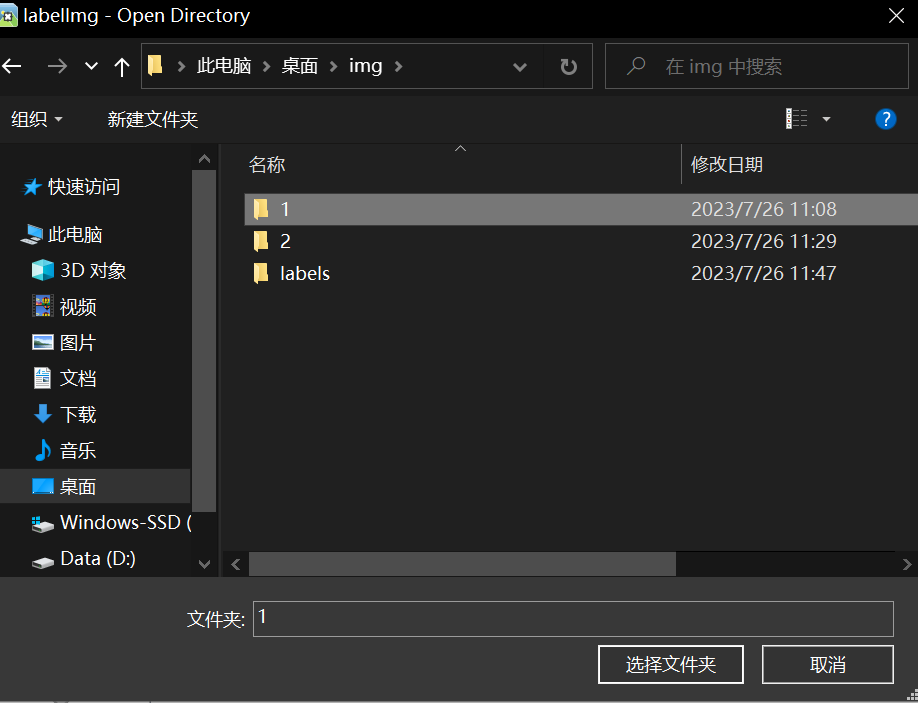 labelImg - Open Directory
此电脑 桌面 img
在 img 中搜索
组织 新建文件夹
名称 修改日期
快速访问
此电脑
3D 对象
视频
图片
文档
下载
音乐
桌面
Windows-SSD (
Data (D:)
1 2023/7/26 11:08
2 2023/7/26 11:29
labels 2023/7/26 11:47
文件夹: 1
选择文件夹 取消